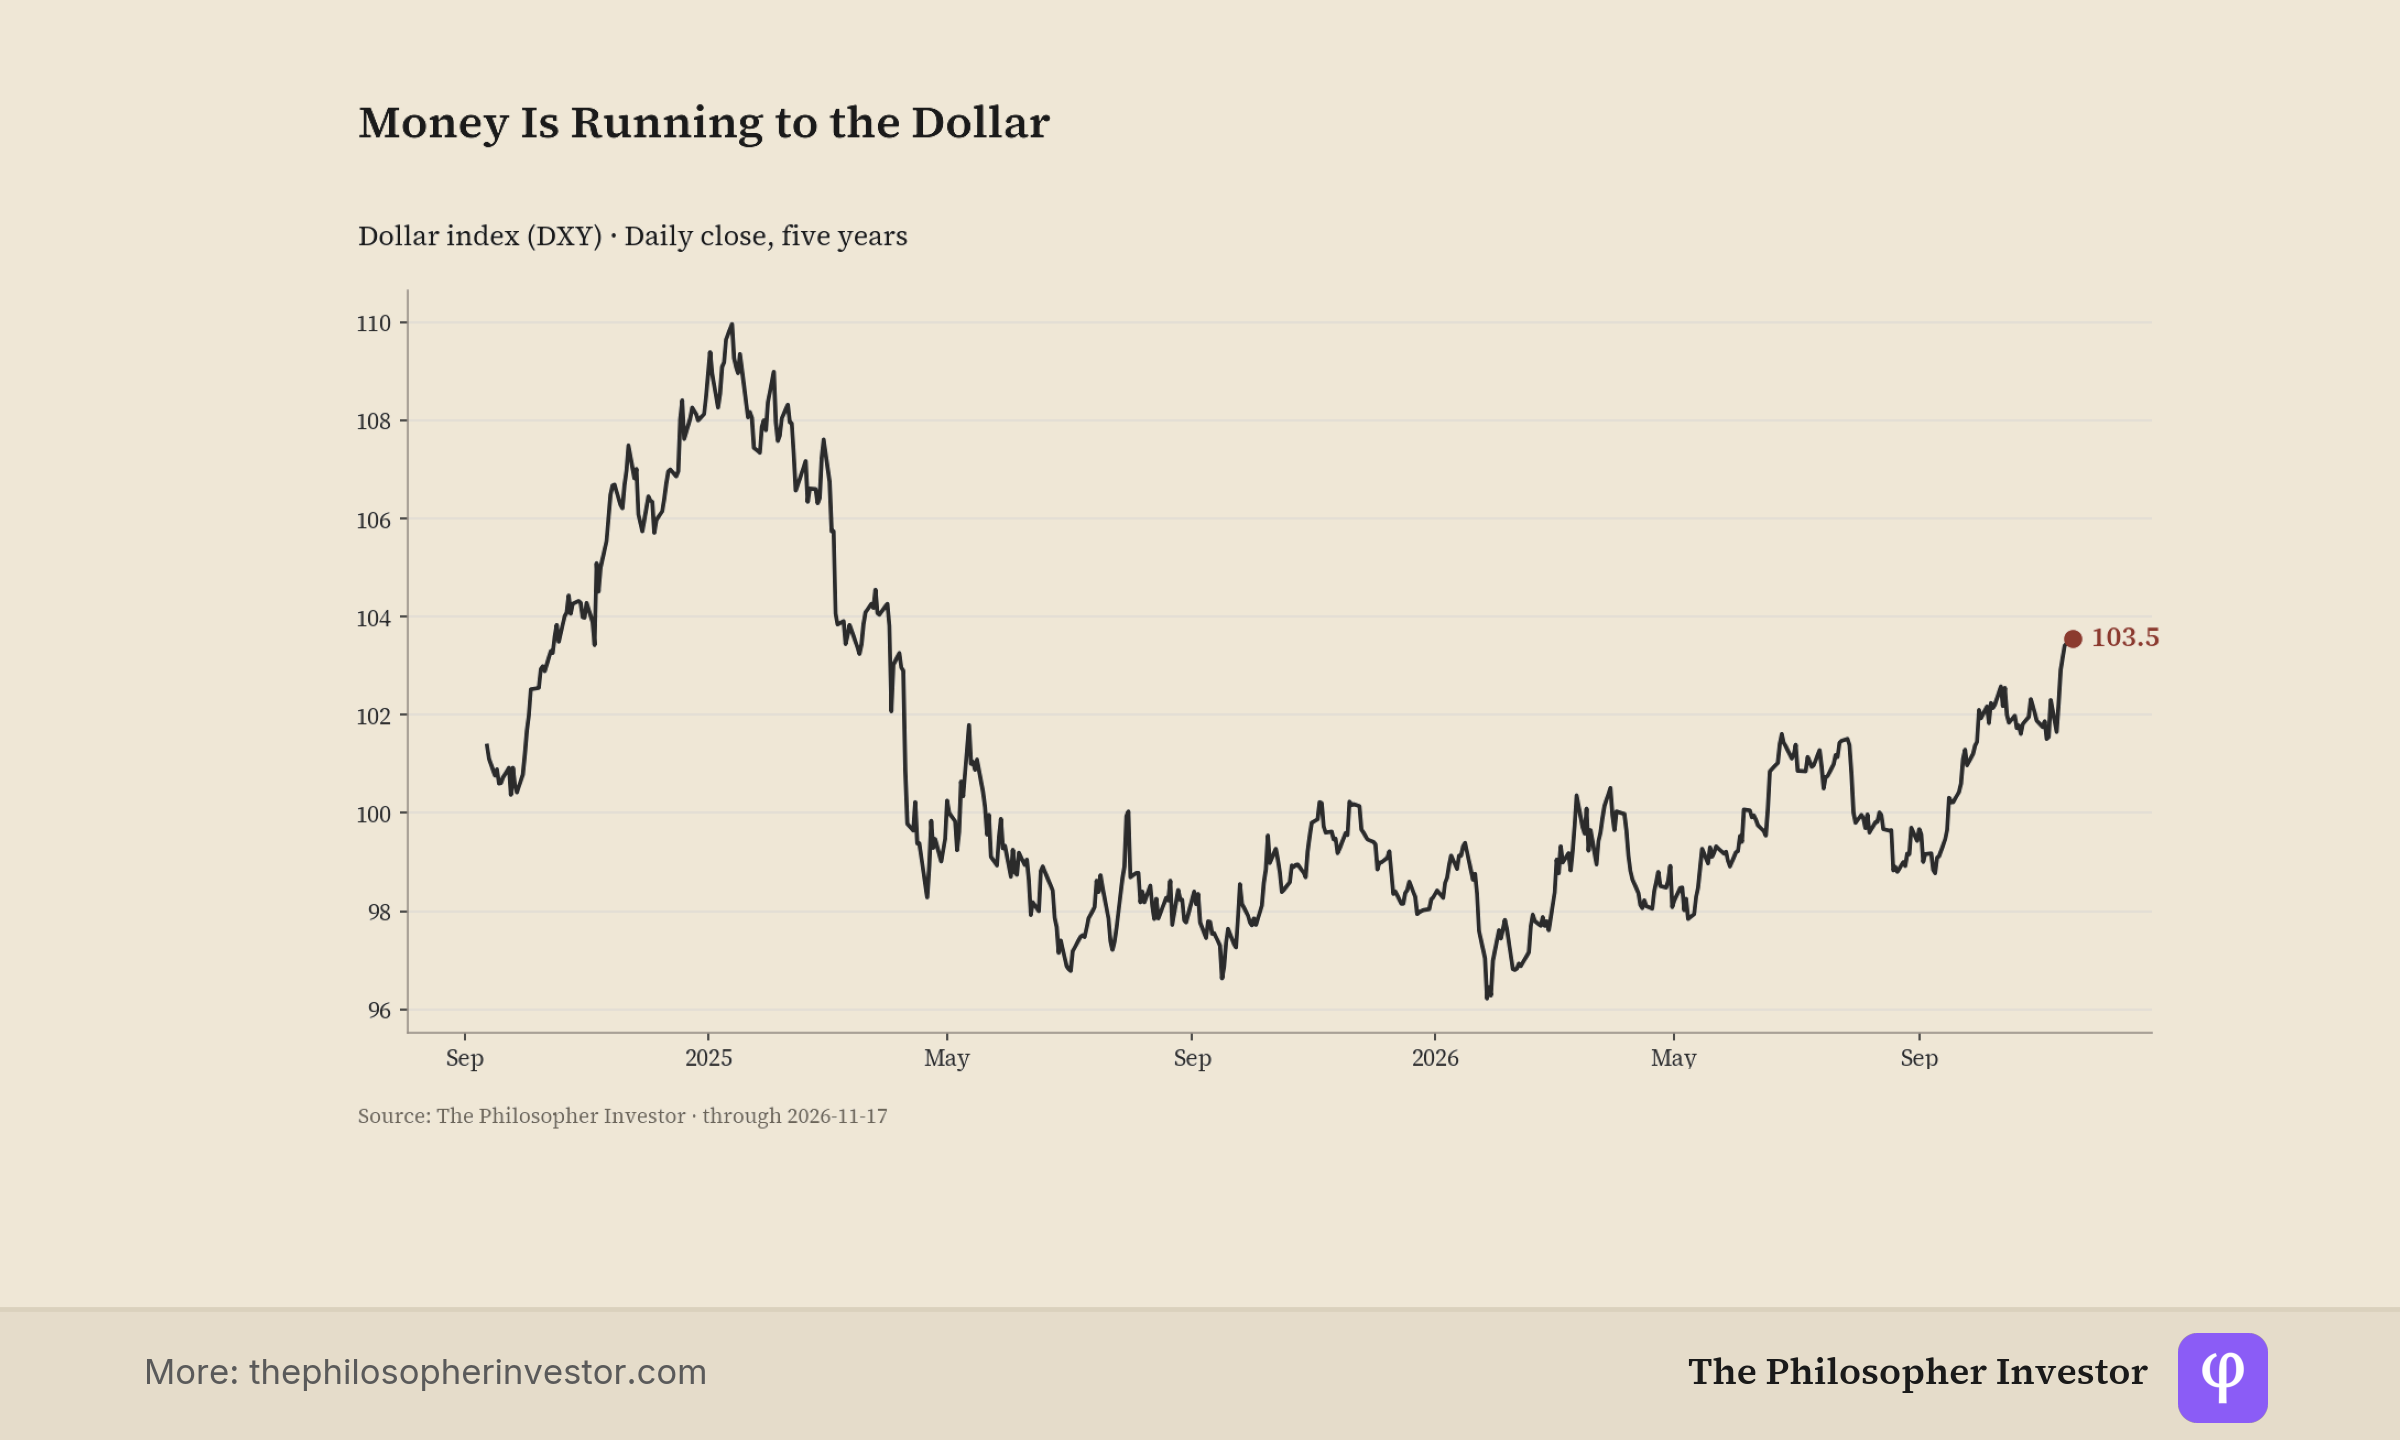 Money Is Running to the Dollar
Dollar index (DXY) · Daily close, five years
110
108
106
104
102
100
98
96
103.5
Sep
2025
May
Sep
2026
May
Sep
Source: The Philosopher Investor · through 2026-11-17
More: thephilosopherinvestor.com
The Philosopher Investor
φ